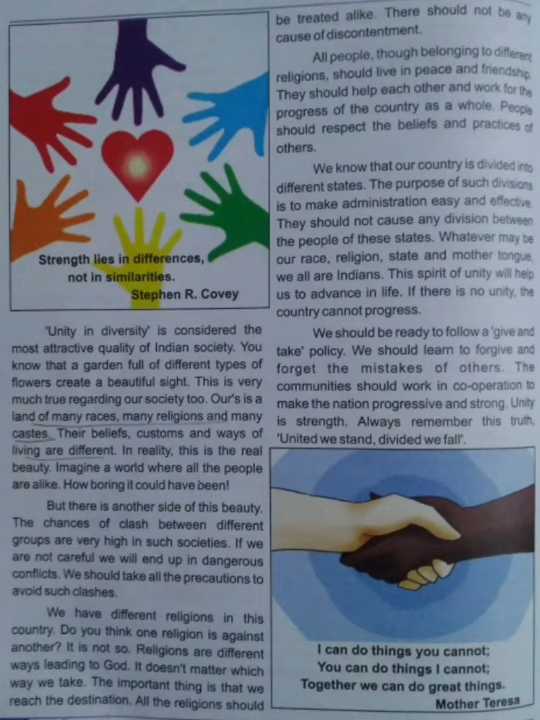 Strength lies in differences,
not in similarities.
Stephen R. Covey
'Unity in diversity' is considered the
most attractive quality of Indian society. You
know that a garden full of different types of
flowers create a beautiful sight. This is very
much true regarding our society too. Our's is a
land of many races, many religions and many
castes. Their beliefs, customs and ways of
living are different. In reality, this is the real
beauty. Imagine a world where all the people
are alike. How boring it could have been!
But there is another side of this beauty.
The chances of clash between different
groups are very high in such societies. If we
are not careful we will end up in dangerous
conflicts. We should take all the precautions to
avoid such clashes.
We have different religions in this
country. Do you think one religion is against
another? It is not so. Religions are different
ways leading to God. It doesn't matter which
way we take. The important thing is that we
reach the destination. All the religions should
be treated alike. There should not be any
cause of discontentment.
All people, though belonging to different
religions, should live in peace and friendship.
They should help each other and work for the
progress of the country as a whole. People
should respect the beliefs and practices of
others.
We know that our country is divided into
different states. The purpose of such divisions
is to make administration easy and effective.
They should not cause any division between
the people of these states. Whatever may be
our race, religion, state and mother tongue,
we all are Indians. This spirit of unity will help
us to advance in life. If there is no unity, the
country cannot progress.
We should be ready to follow a 'give and
take' policy. We should learn to forgive and
forget the mistakes of others. The
communities should work in co-operation to
make the nation progressive and strong. Unity
is strength. Always remember this truth,
'United we stand, divided we fall'.
I can do things you cannot;
You can do things I cannot;
Together we can do great things.
Mother Teresa